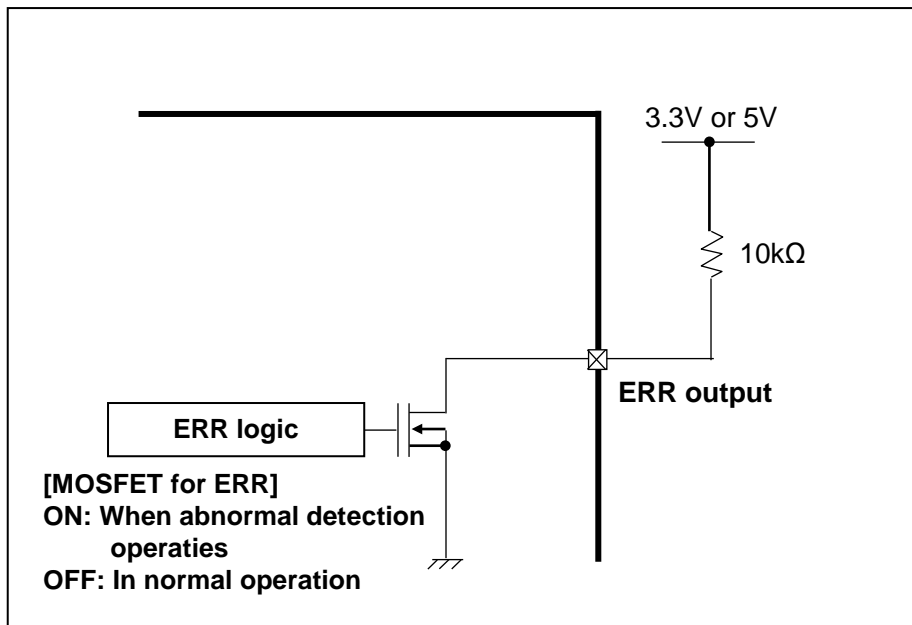 3.3V or 5V
10kΩ
ERR output
ERR logic
[MOSFET for ERR]
ON: When abnormal detection
operaties
OFF: In normal operation